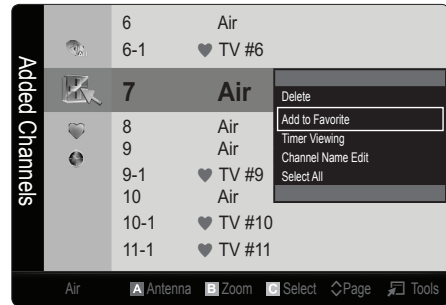 Added Channels
6 Air
6-1 ♥ TV #6
7 Air
8 Air
9 Air
9-1 ♥ TV #9
10 Air
10-1 ♥ TV #10
11-1 ♥ TV #11
Delete
Add to Favorite
Timer Viewing
Channel Name Edit
Select All
Air A Antenna B Zoom C Select Page Tools